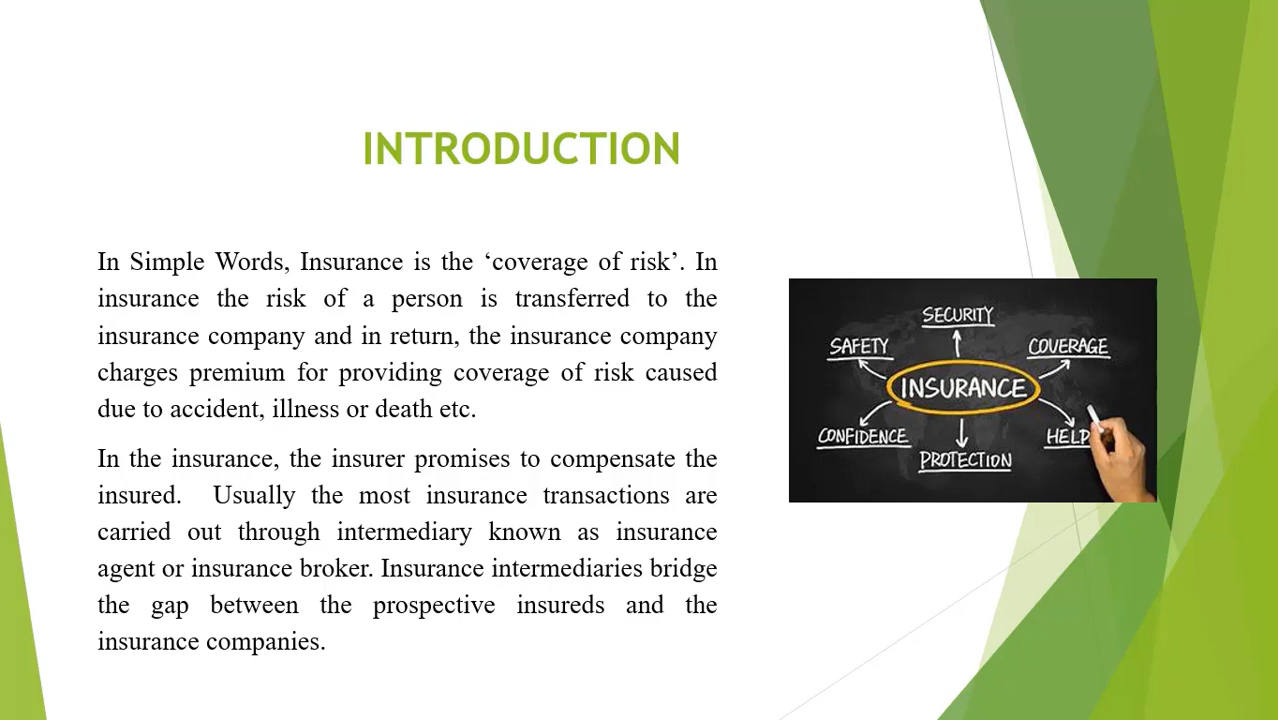 INTRODUCTION
In Simple Words, Insurance is the ‘coverage of risk’. In
insurance the risk of a person is transferred to the
insurance company and in return, the insurance company
charges premium for providing coverage of risk caused
due to accident, illness or death etc.
In the insurance, the insurer promises to compensate the
insured. Usually the most insurance transactions are
carried out through intermediary known as insurance
agent or insurance broker. Insurance intermediaries bridge
the gap between the prospective insureds and the
insurance companies.
SECURITY
SAFETY
COVERAGE
INSURANCE
CONFIDENCE
HELP
PROTECTION